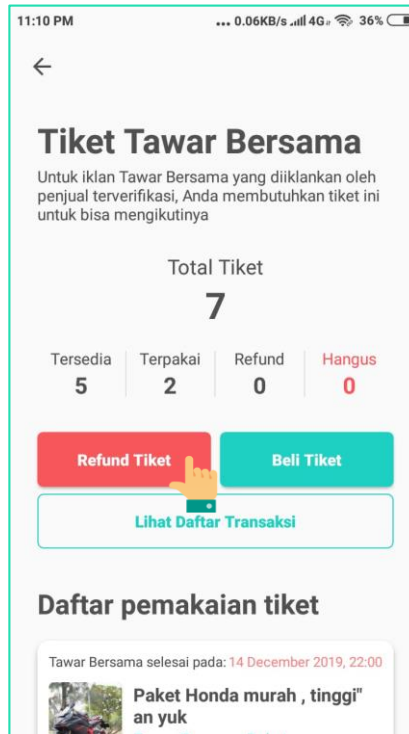 11:10 PM ... 0.06KB/s 4G 36%
Tiket Tawar Bersama
Untuk iklan Tawar Bersama yang diiklankan oleh
penjual terverifikasi, Anda membutuhkan tiket ini
untuk bisa mengikutinya
Total Tiket
7
Tersedia Terpakai Refund Hangus
5 2 0 0
Refund Tiket Beli Tiket
Lihat Daftar Transaksi
Daftar pemakaian tiket
Tawar Bersama selesai pada: 14 December 2019, 22:00
Paket Honda murah , tinggi"
an yuk